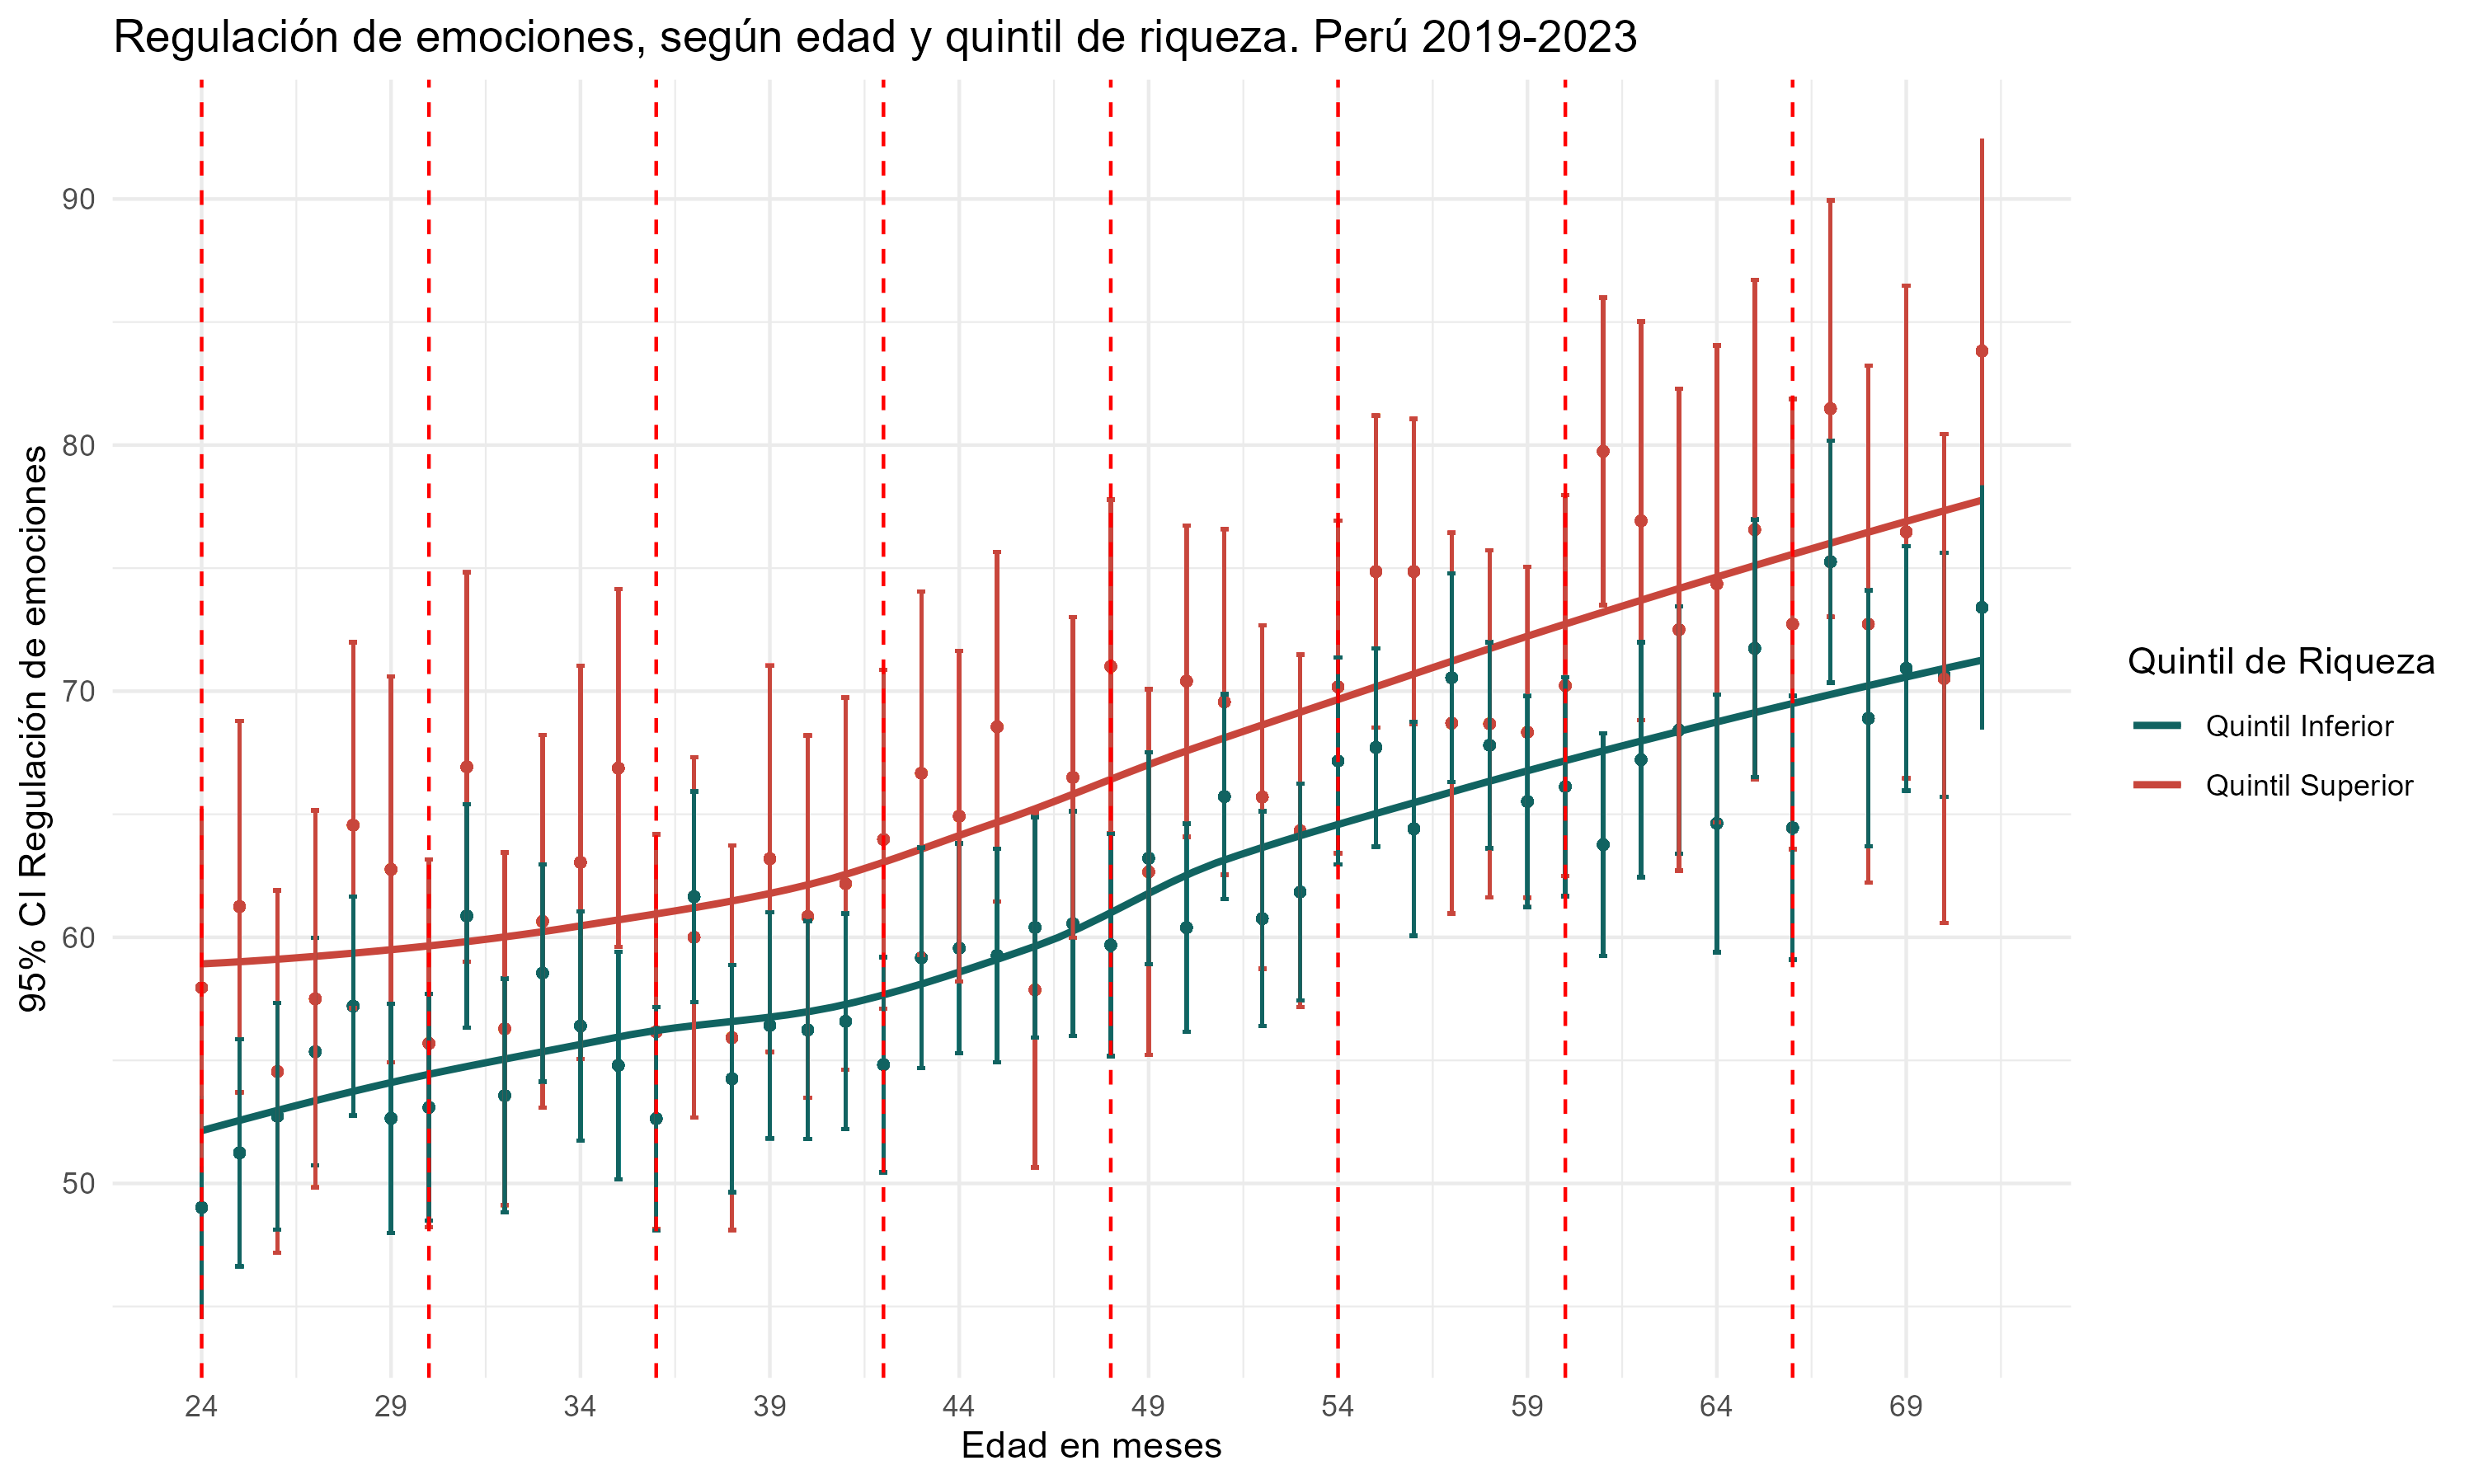 Regulación de emociones, según edad y quintil de riqueza. Perú 2019-2023
95% CI Regulación de emociones
90
80
70
60
50
24 29 34 39 44 49 54 59 64 69
Edad en meses
Quintil de Riqueza
Quintil Inferior
Quintil Superior